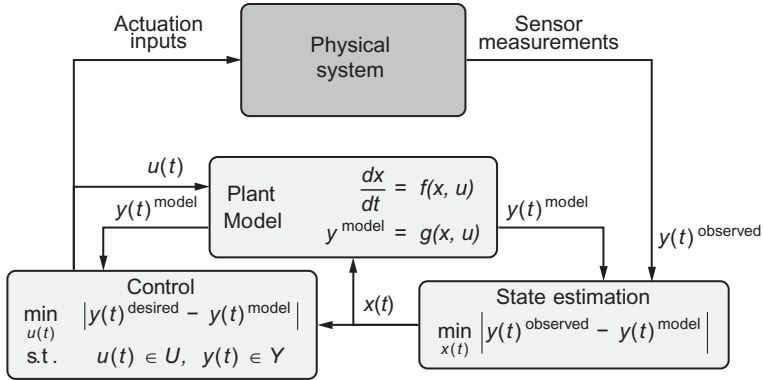 Actuation inputs
Physical system
Sensor measurements
u(t)
Plant Model
dx/dt = f(x, u)
y^model = g(x, u)
y(t)^model
y(t)^model
y(t)^observed
Control
min u(t) |y(t)^desired − y(t)^model|
s.t. u(t) ∈ U, y(t) ∈ Y
x(t)
State estimation
min x(t) |y(t)^observed − y(t)^model|